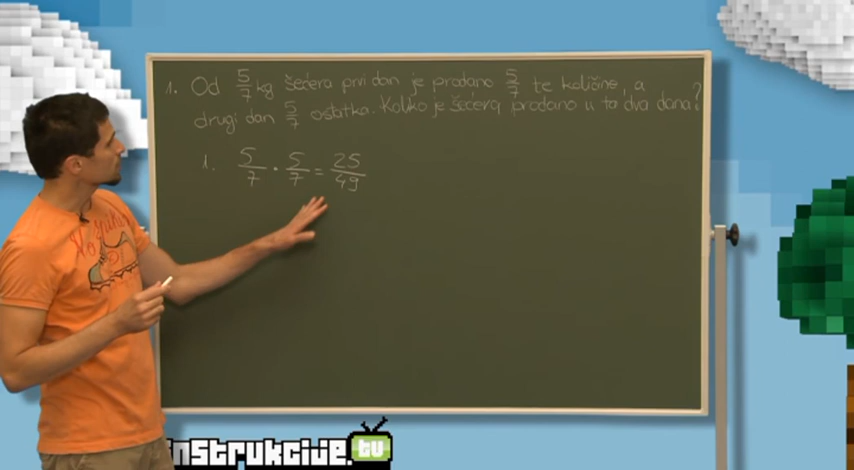 1. Od 5/7 kg šećera prvi dan je prodano 5/7 te količine, a
drugi dan 5/7 ostatka. Koliko je šećera prodano u ta dva dana?
1. 5/7 · 5/7 = 25/49
nstrukcije.tv